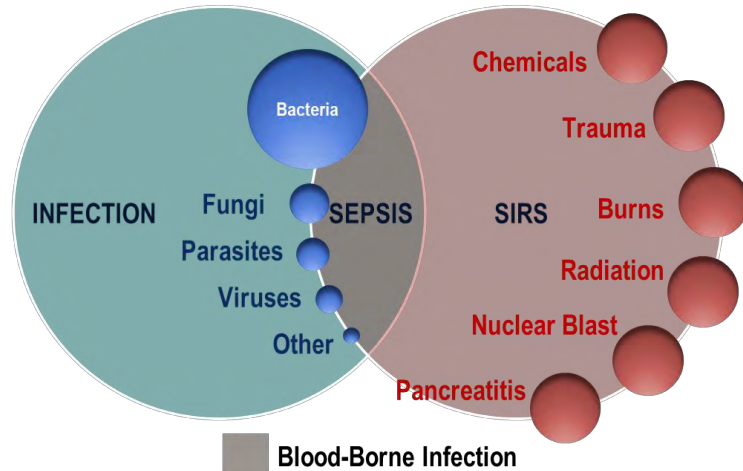 Chemicals
Bacteria
Trauma
INFECTION
Fungi
SEPSIS
SIRS
Burns
Parasites
Radiation
Viruses
Nuclear Blast
Other
Pancreatitis
Blood-Borne Infection